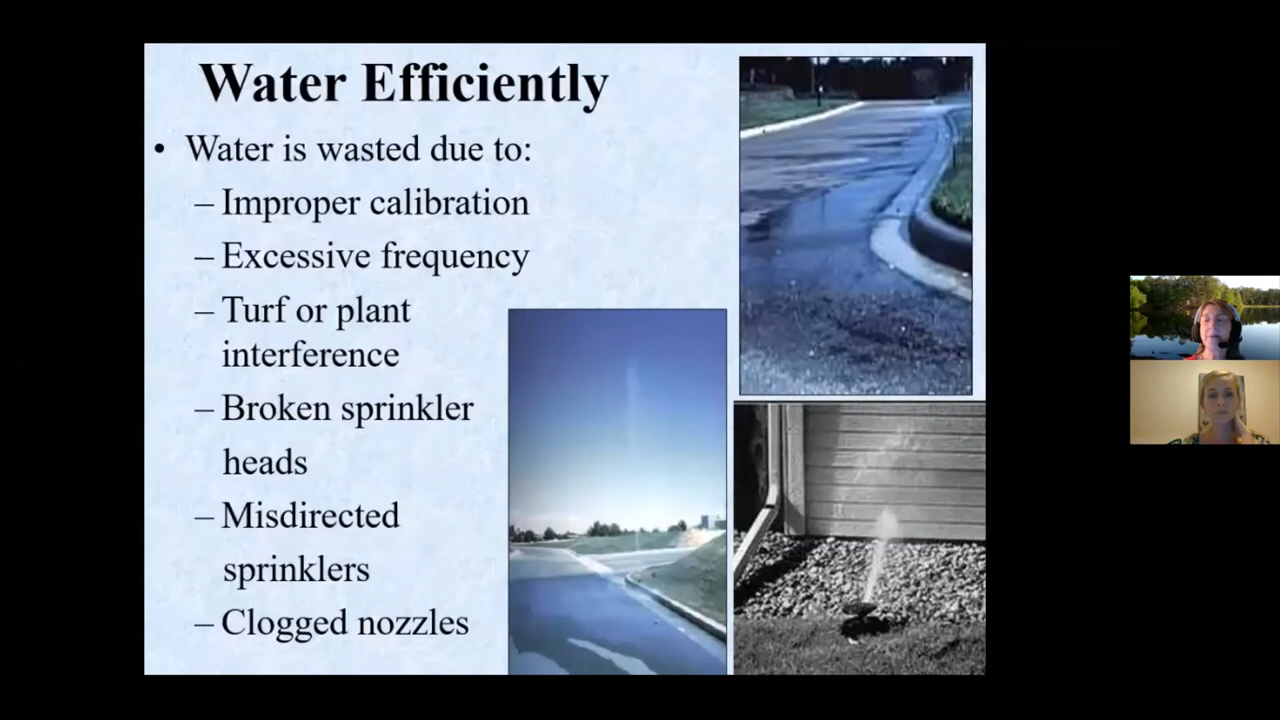 Water Efficiently
• Water is wasted due to:
– Improper calibration
– Excessive frequency
– Turf or plant
interference
– Broken sprinkler
heads
– Misdirected
sprinklers
– Clogged nozzles